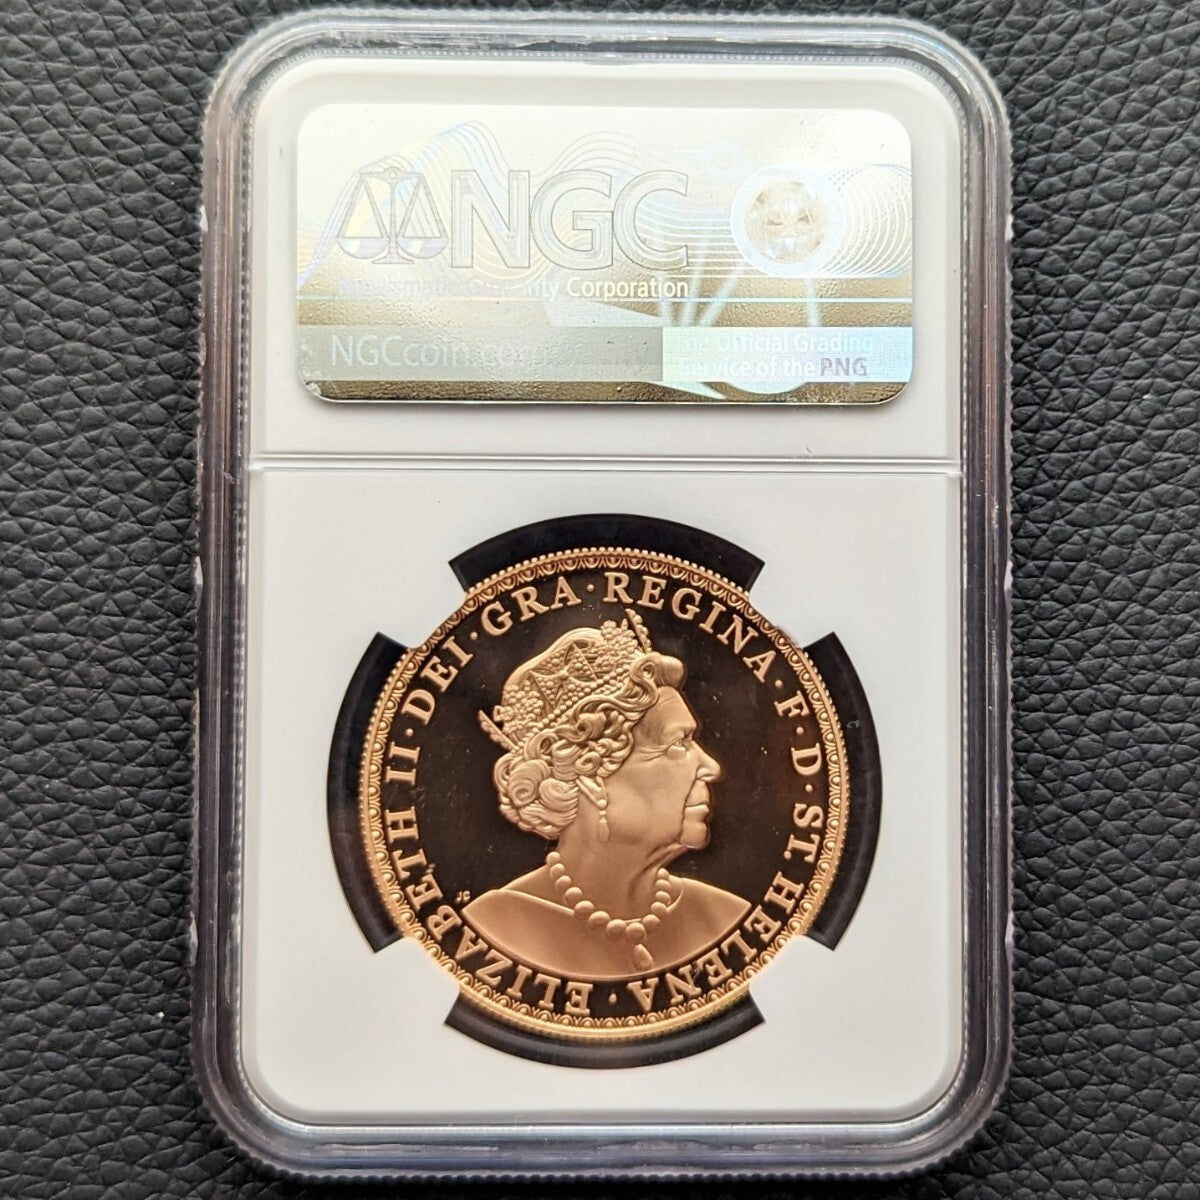 NGC
Numismatic Guaranty Corporation
NGCcoin.com
The Official Grading
Service of the PNG
ELIZABETH II · DEI · GRA · REGINA · F · D · ST HELENA ·
JC